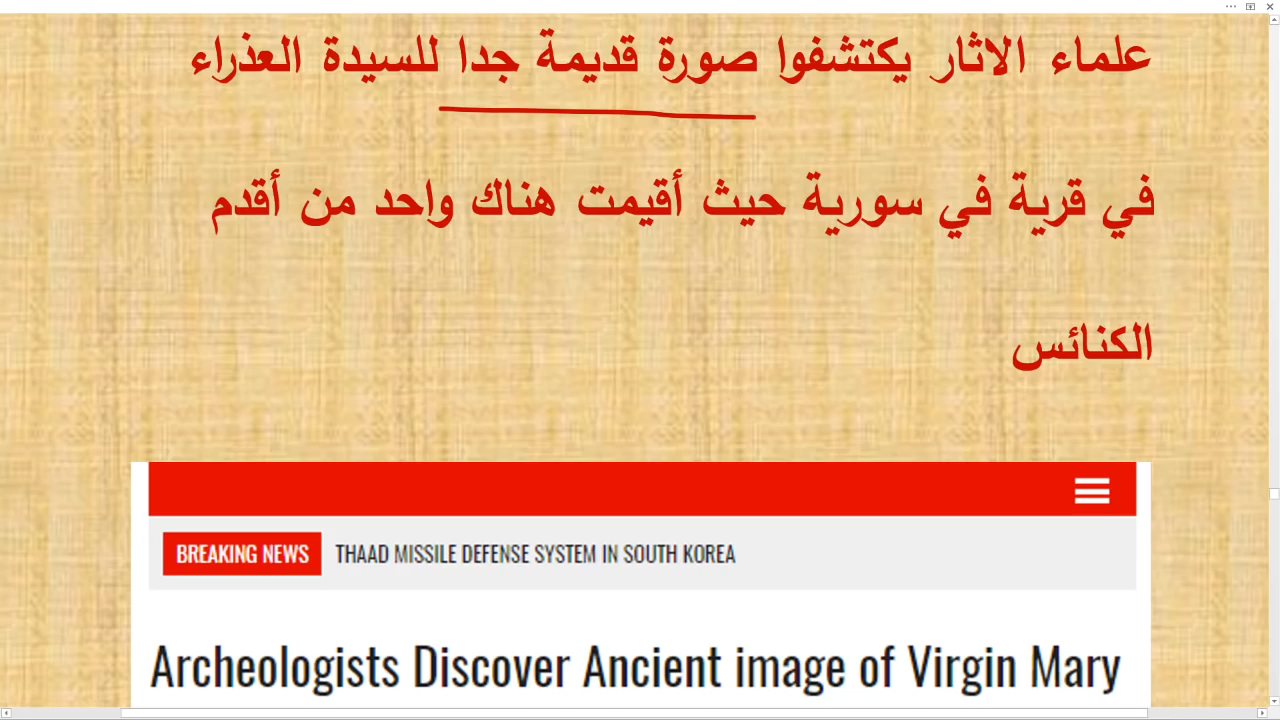 علماء الاثار يكتشفوا صورة قديمة جدا للسيدة العذراء
في قرية في سورية حيث أقيمت هناك واحد من أقدم
الكنائس
BREAKING NEWS THAAD MISSILE DEFENSE SYSTEM IN SOUTH KOREA
Archeologists Discover Ancient image of Virgin Mary